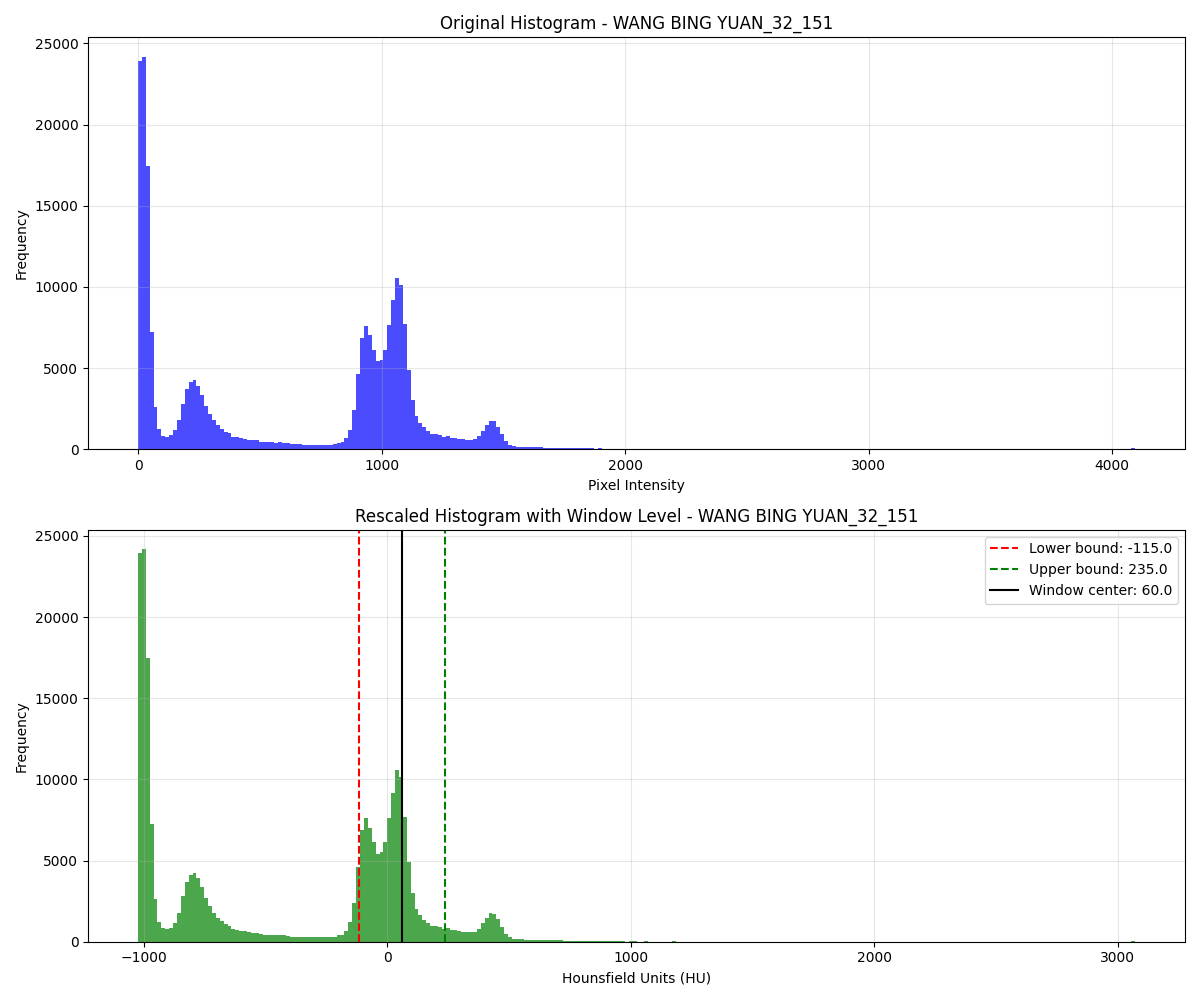 Original Histogram - WANG BING YUAN_32_151
25000
20000
15000
10000
5000
0
Frequency
0 1000 2000 3000 4000
Pixel Intensity
Rescaled Histogram with Window Level - WANG BING YUAN_32_151
25000
20000
15000
10000
5000
0
Frequency
Lower bound: -115.0
Upper bound: 235.0
Window center: 60.0
−1000 0 1000 2000 3000
Hounsfield Units (HU)